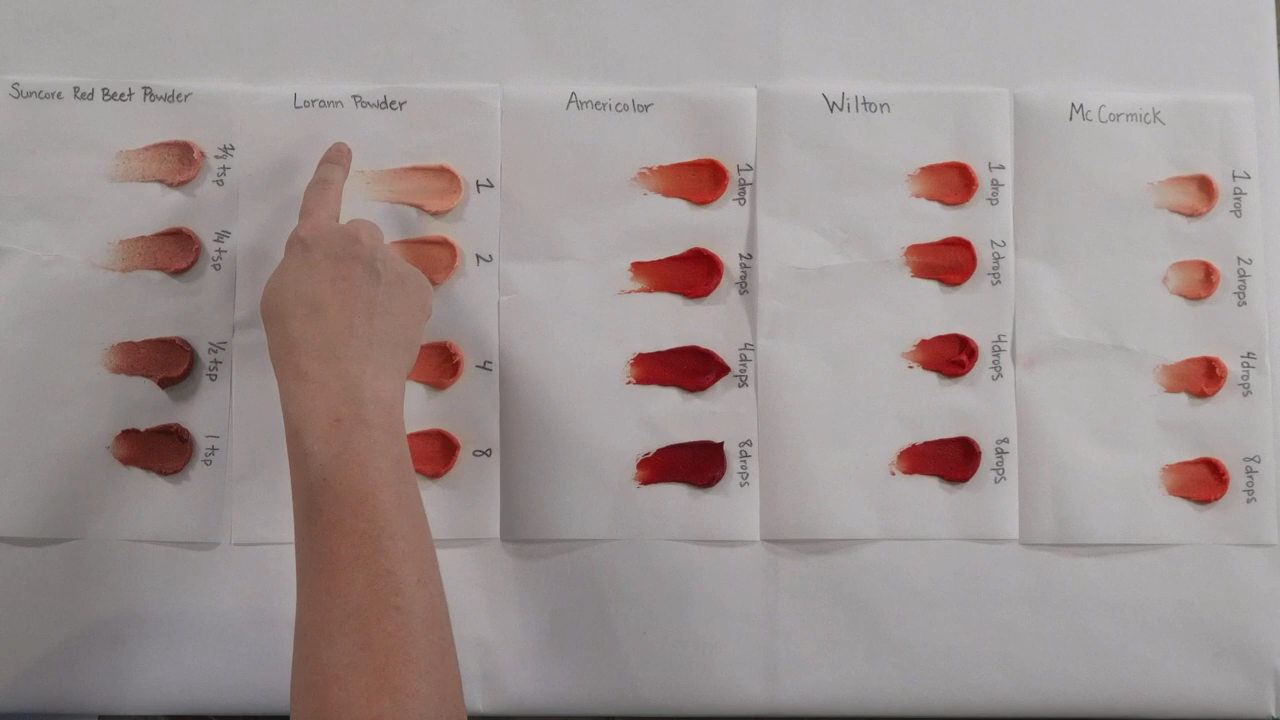 Suncore Red Beet Powder
1/8 tsp
1/4 tsp
1/2 tsp
1 tsp
Lorann Powder
1
2
4
8
Americolor
1 drop
2 drops
4 drops
8 drops
Wilton
1 drop
2 drops
4 drops
8 drops
McCormick
1 drop
2 drops
4 drops
8 drops